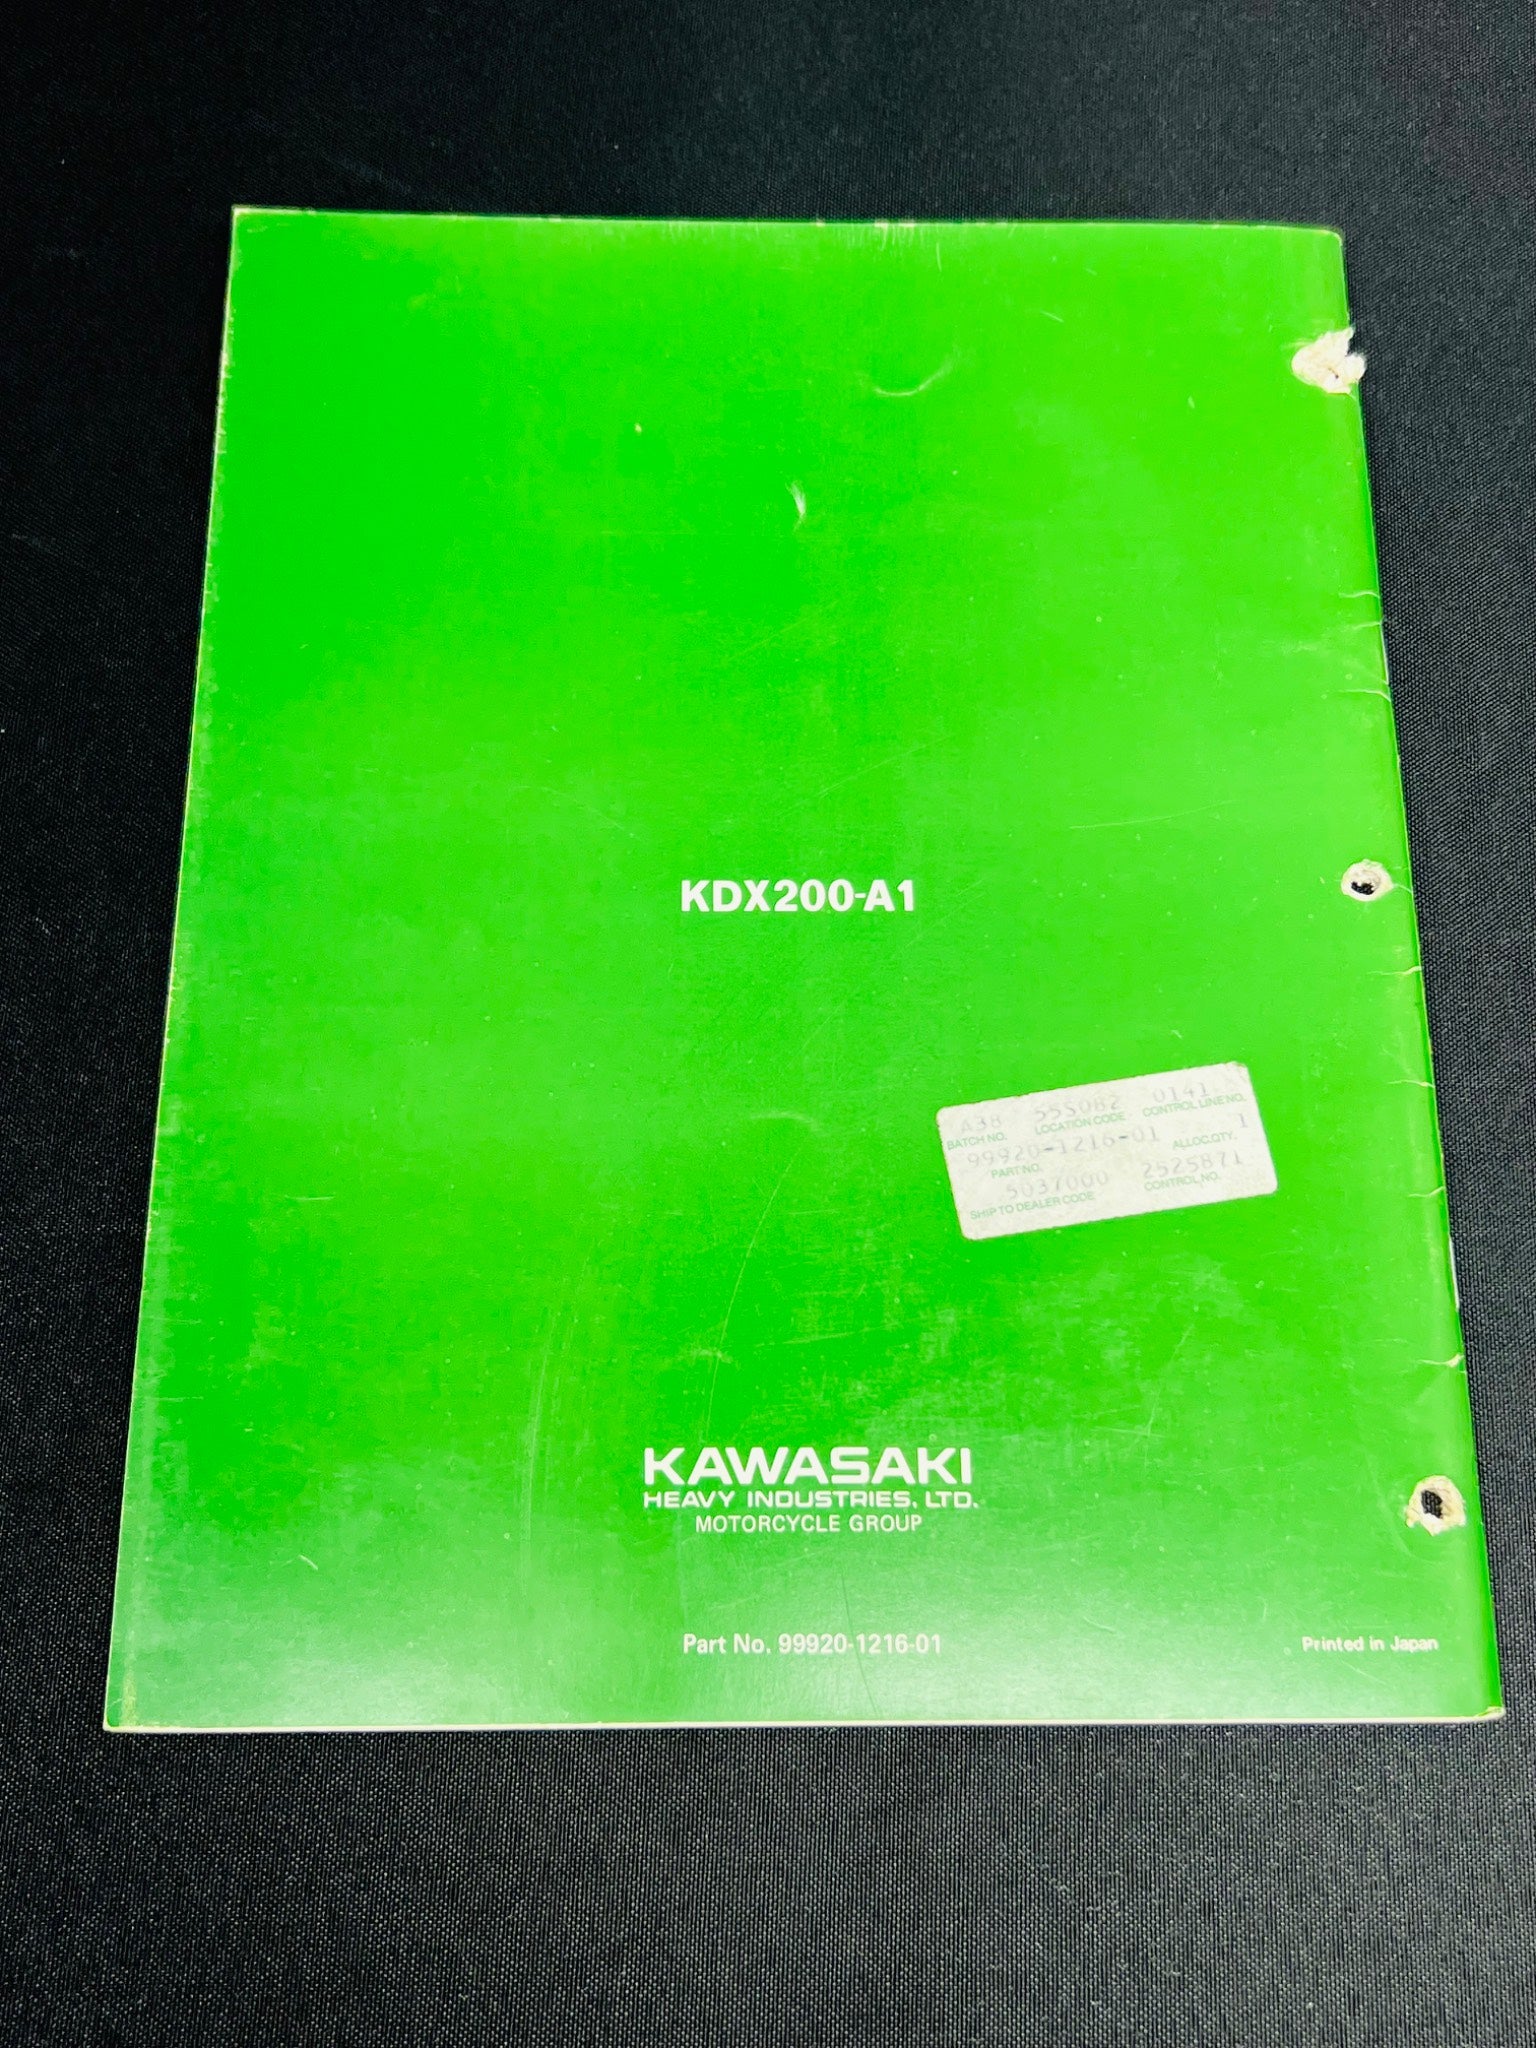 KDX200-A1
A38 55S082 0141
BATCH NO. LOCATION CODE CONTROL LINE NO.
99920-1216-01 1
PART NO. ALLOC.QTY.
5037000 2525871
SHIP TO DEALER CODE CONTROL NO.
KAWASAKI
HEAVY INDUSTRIES, LTD.
MOTORCYCLE GROUP
Part No. 99920-1216-01
Printed in Japan